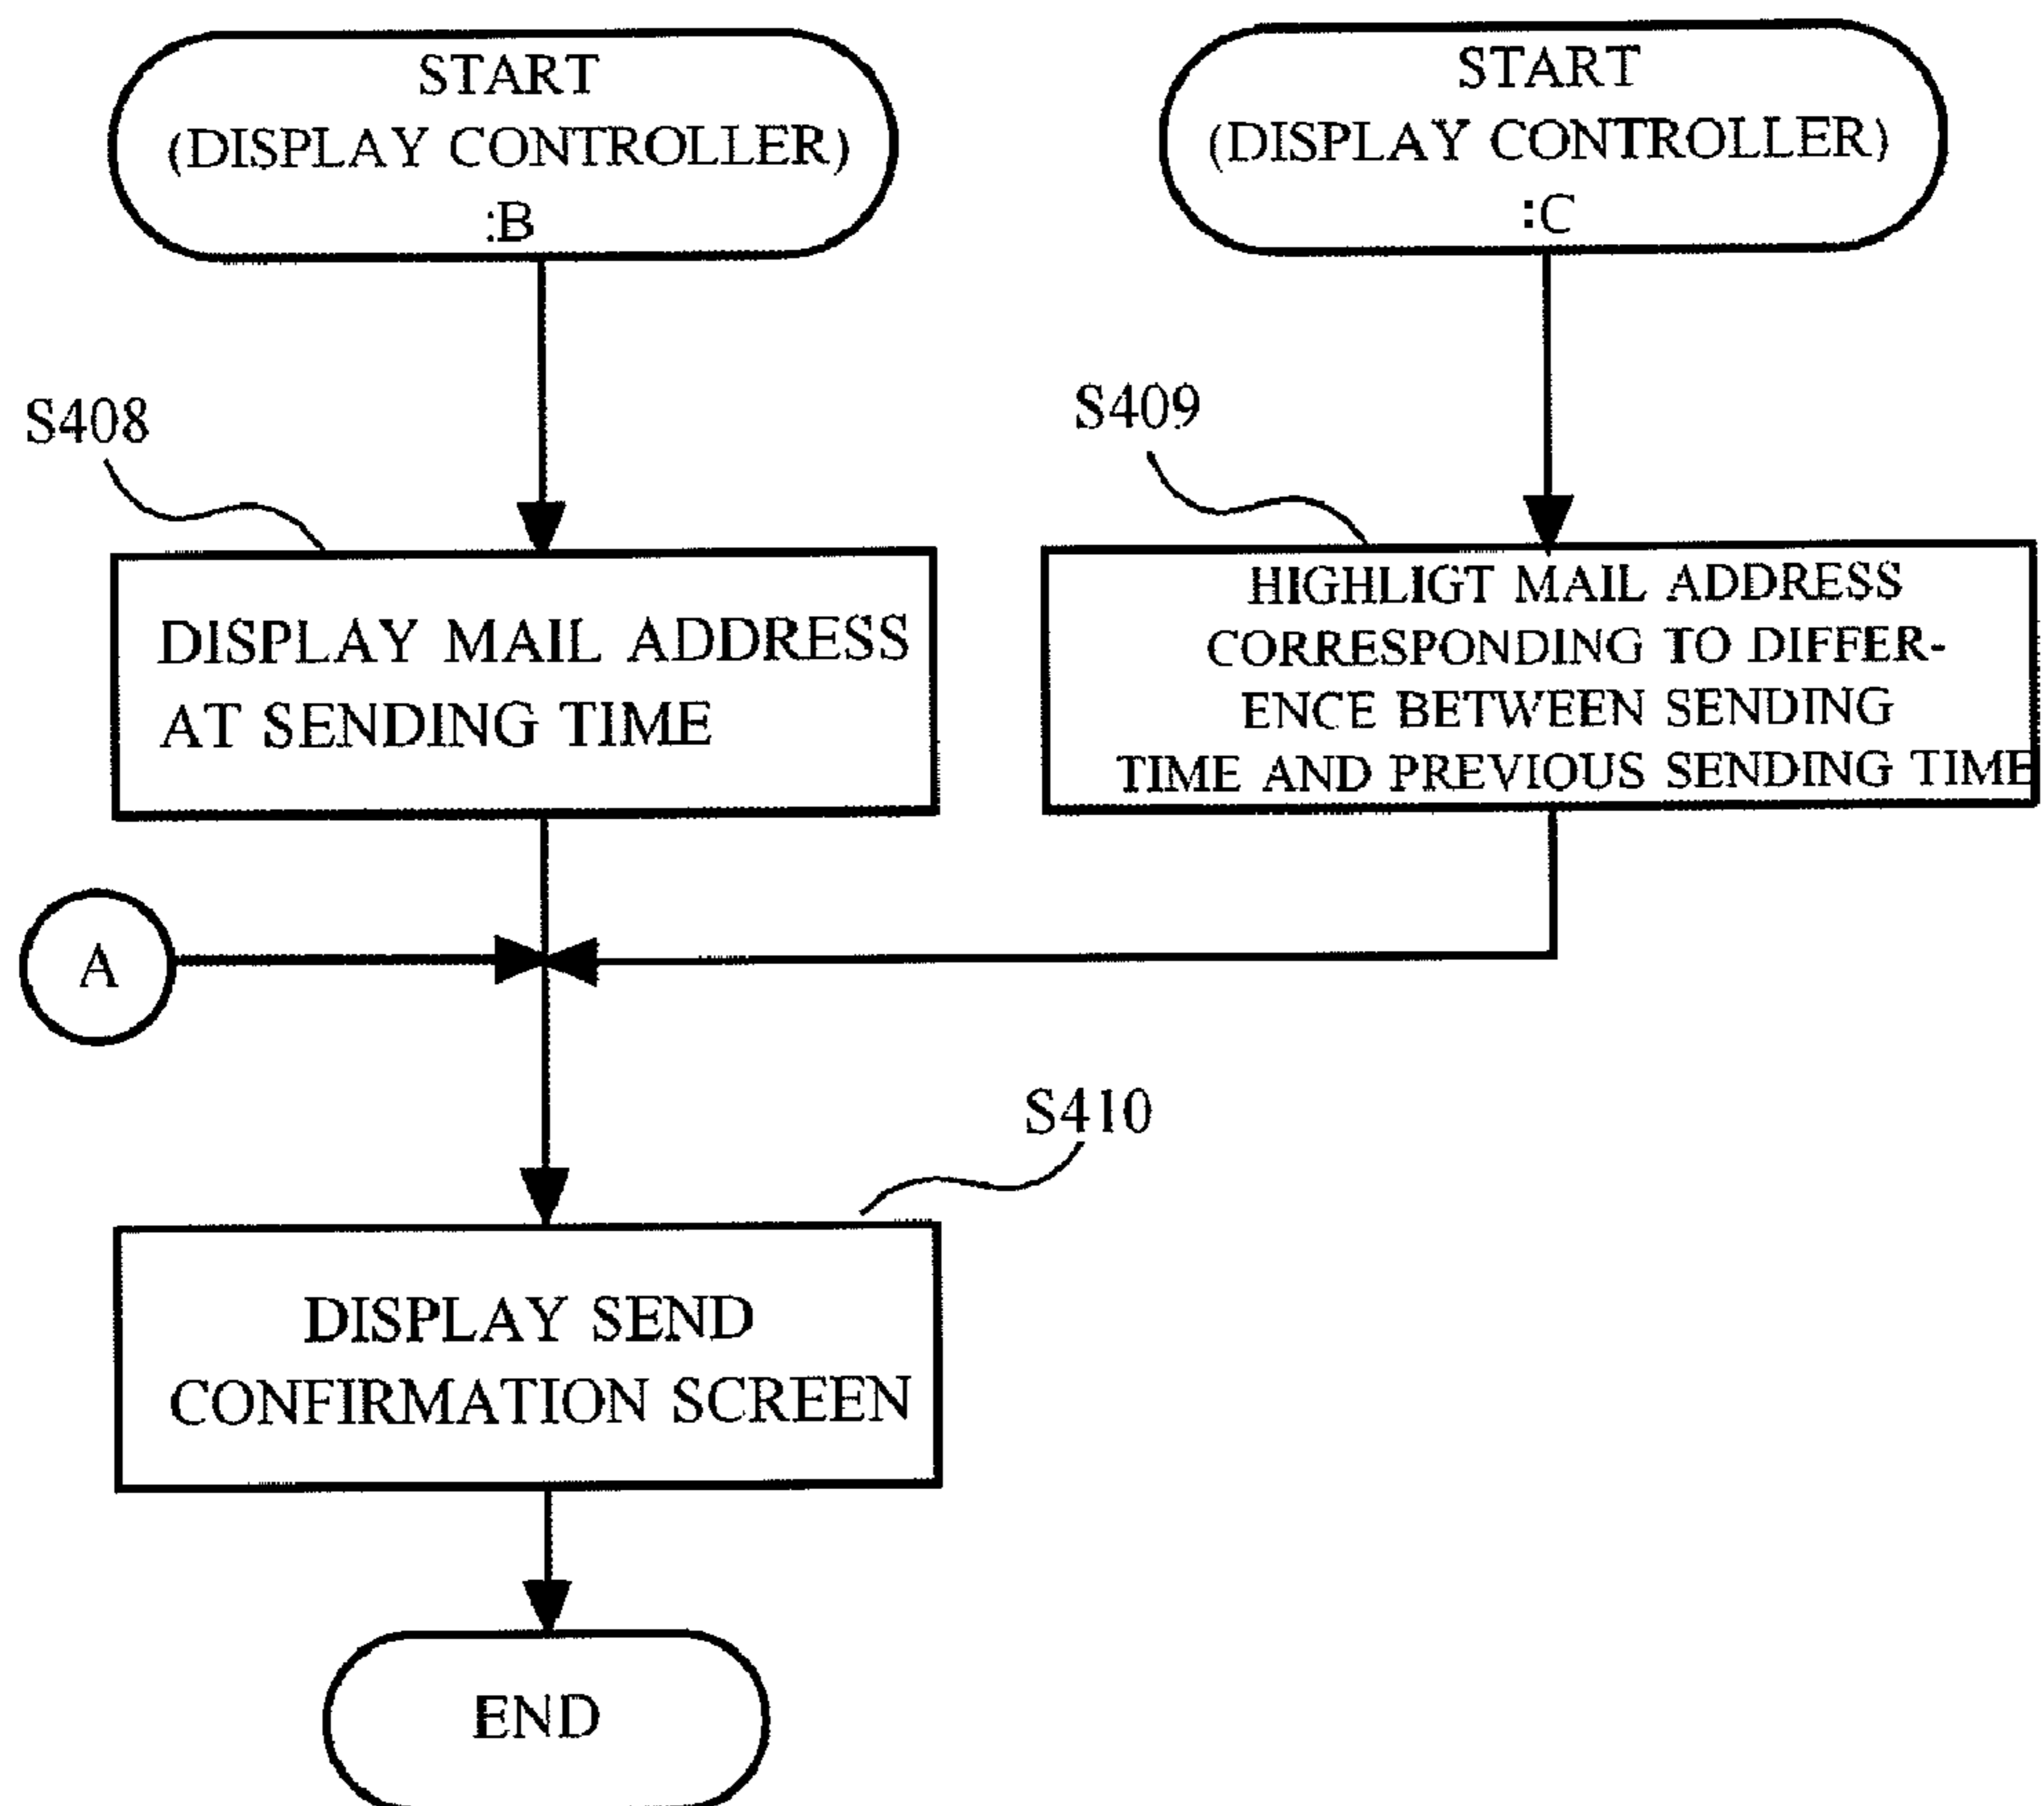 START
(DISPLAY CONTROLLER)
:B
START
(DISPLAY CONTROLLER)
:C
S408
S409
DISPLAY MAIL ADDRESS
AT SENDING TIME
HIGHLIGT MAIL ADDRESS
CORRESPONDING TO DIFFER-
ENCE BETWEEN SENDING
TIME AND PREVIOUS SENDING TIME
A
S410
DISPLAY SEND
CONFIRMATION SCREEN
END